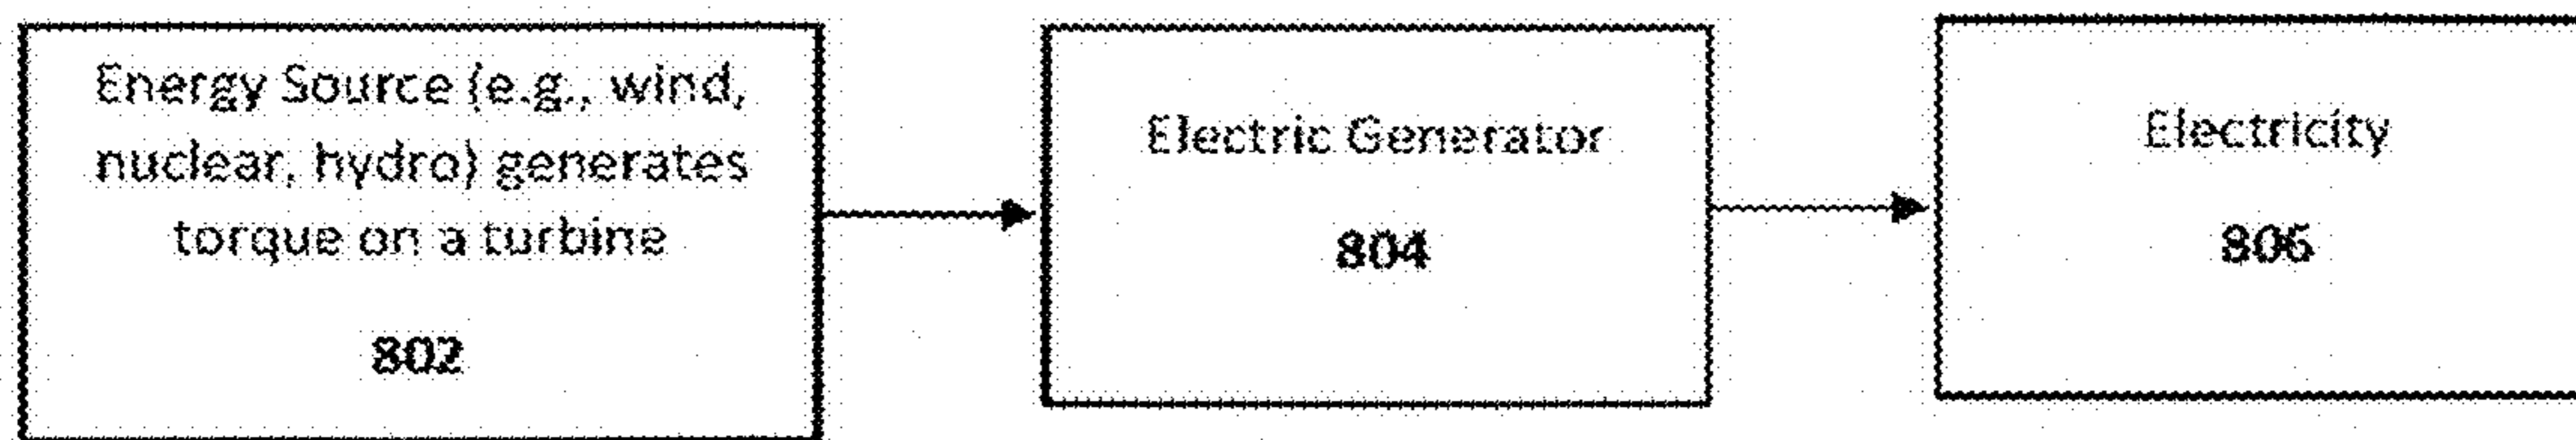 Energy Source (e.g., wind,
nuclear, hydro) generates
torque on a turbine
802
Electric Generator
804
Electricity
806